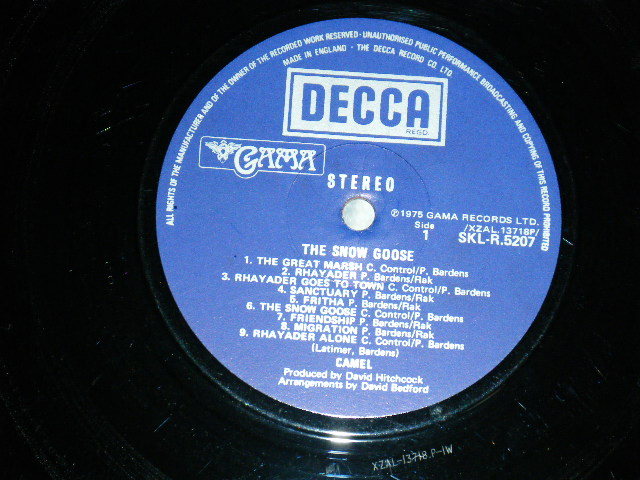 ALL RIGHTS OF THE MANUFACTURER AND OF THE OWNER OF THE RECORDED WORK RESERVED · UNAUTHORISED PUBLIC PERFORMANCE BROADCASTING AND COPYING OF THIS RECORD PROHIBITED
MADE IN ENGLAND · THE DECCA RECORD CO. LTD.
DECCA
REGD.
GAMA
STEREO
℗1975 GAMA RECORDS LTD.
Side
1
/XZAL.13718P/
SKL-R.5207
THE SNOW GOOSE
1. THE GREAT MARSH C. Control/P. Bardens
2. RHAYADER P. Bardens/Rak
3. RHAYADER GOES TO TOWN C. Control/P. Bardens
4. SANCTUARY P. Bardens/Rak
5. FRITHA P. Bardens/Rak
6. THE SNOW GOOSE C. Control/P. Bardens
7. FRIENDSHIP P. Bardens/Rak
8. MIGRATION P. Bardens/Rak
9. RHAYADER ALONE C. Control/P. Bardens
(Latimer, Bardens)
CAMEL
Produced by David Hitchcock
Arrangements by David Bedford
XZAL-13718.P-1W